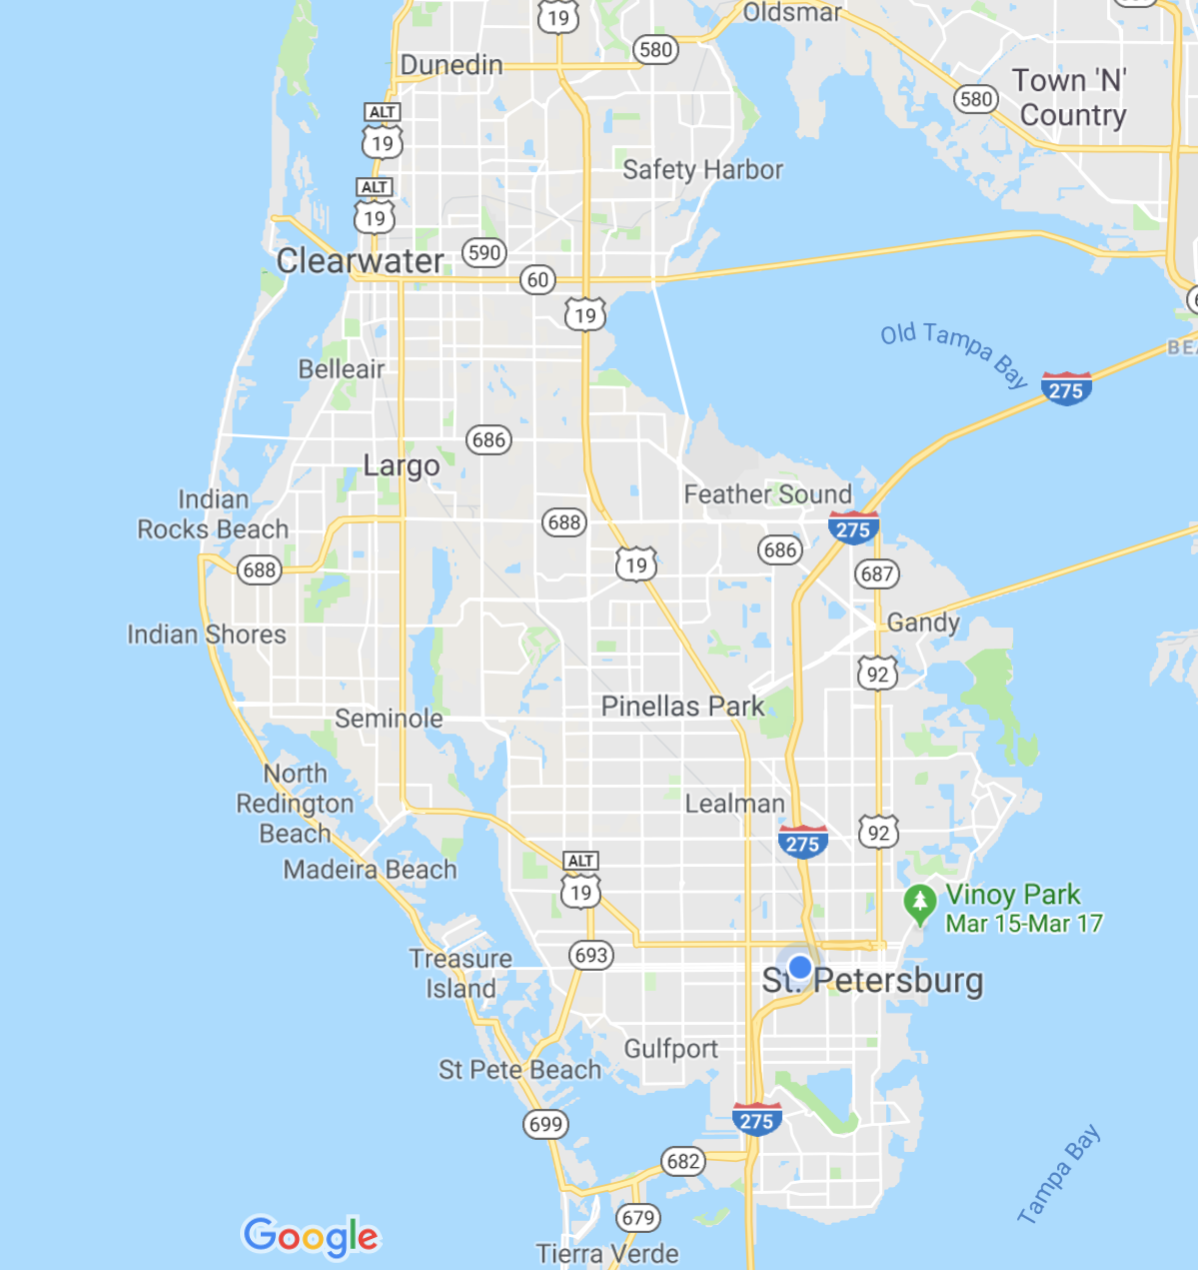 19
Oldsmar
580
Dunedin
Town 'N'
Country
580
ALT
19
Safety Harbor
ALT
19
590
Clearwater
60
19
Old Tampa Bay
275
BEA
Belleair
686
Largo
Feather Sound
Indian
Rocks Beach
688
275
686
19
688
687
Gandy
Indian Shores
92
Pinellas Park
Seminole
North
Redington
Beach
Lealman
92
275
Madeira Beach
ALT
19
Vinoy Park
Mar 15-Mar 17
693
Treasure
Island
St. Petersburg
Gulfport
St Pete Beach
275
699
Tampa Bay
682
679
Google
Tierra Verde